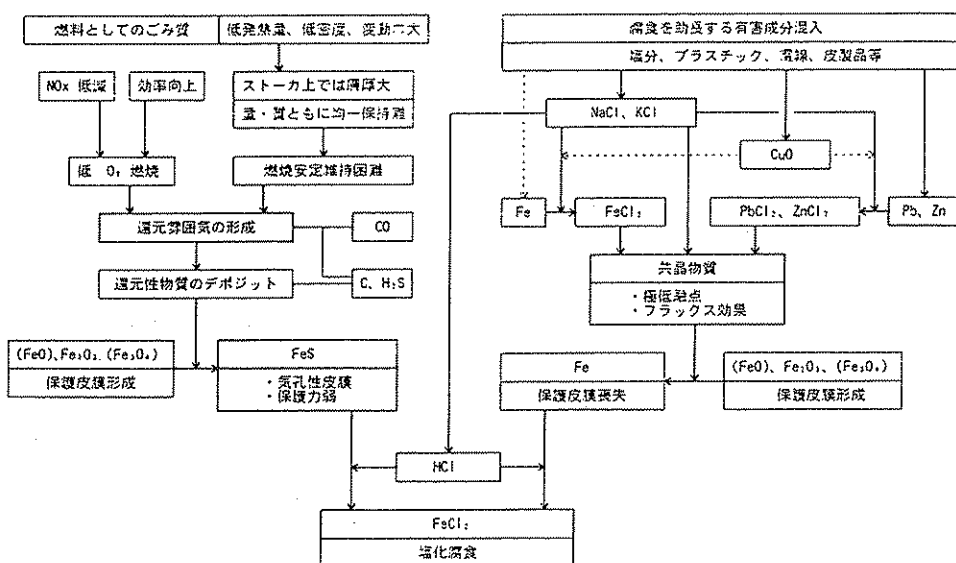 燃料としてのごみ質
低発熱量、低密度、変動大大
腐食を助長する有害成分混入
塩分、プラスチック、電線、皮製品等
NOx 低減
効率向上
ストーカ上では層厚大
量・質ともに均一保持難
NaCl、KCl
CuO
低 O₂ 燃焼
燃焼安定維持困難
Fe
FeCl₂
PbCl₂、ZnCl₂
Pb、Zn
還元雰囲気の形成
CO
還元性物質のデポジット
C、H₂S
共晶物質
・極低融点
・フラックス効果
(FeO)、Fe₂O₃、(Fe₃O₄)
保護皮膜形成
FeS
・気孔性皮膜
・保護力弱
Fe
保護皮膜喪失
(FeO)、Fe₂O₃、(Fe₃O₄)
保護皮膜形成
HCl
FeCl₂
塩化腐食